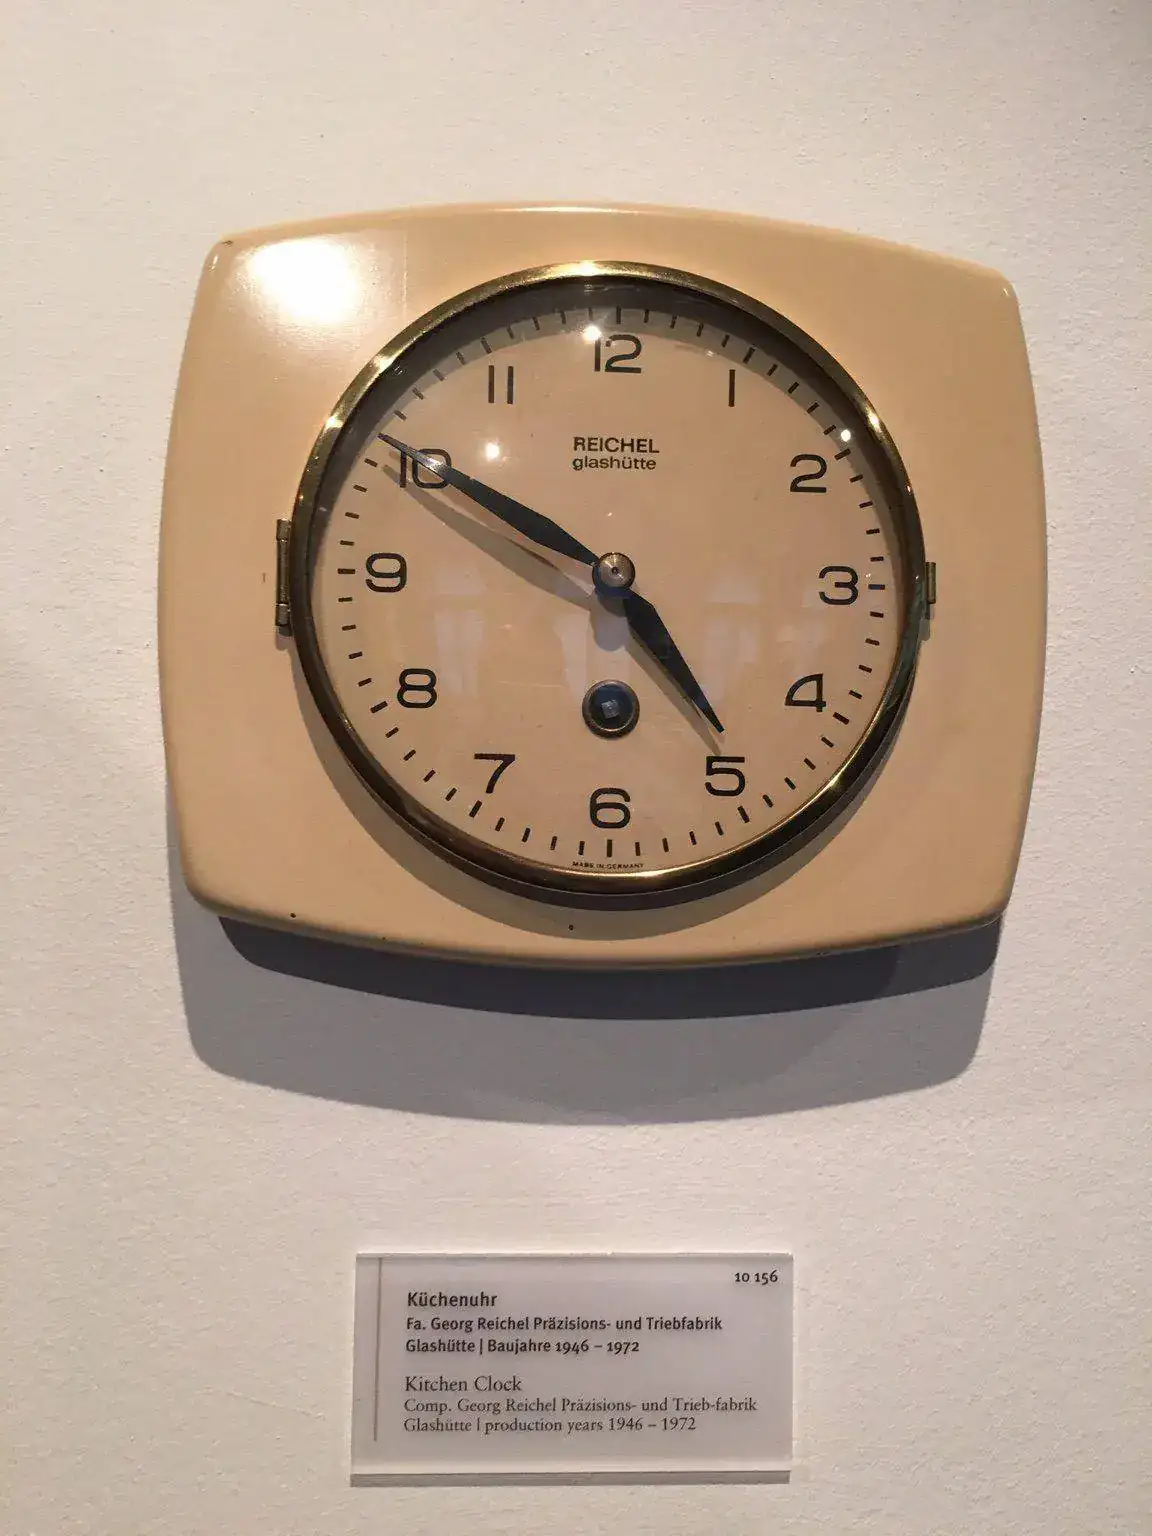 12
11
1
REICHEL
glashütte
10
2
9
3
8
4
7
5
6
MADE IN GERMANY
10 156
Küchenuhr
Fa. Georg Reichel Präzisions- und Triebfabrik
Glashütte | Baujahre 1946 – 1972
Kitchen Clock
Comp. Georg Reichel Präzisions- und Trieb-fabrik
Glashütte | production years 1946 – 1972